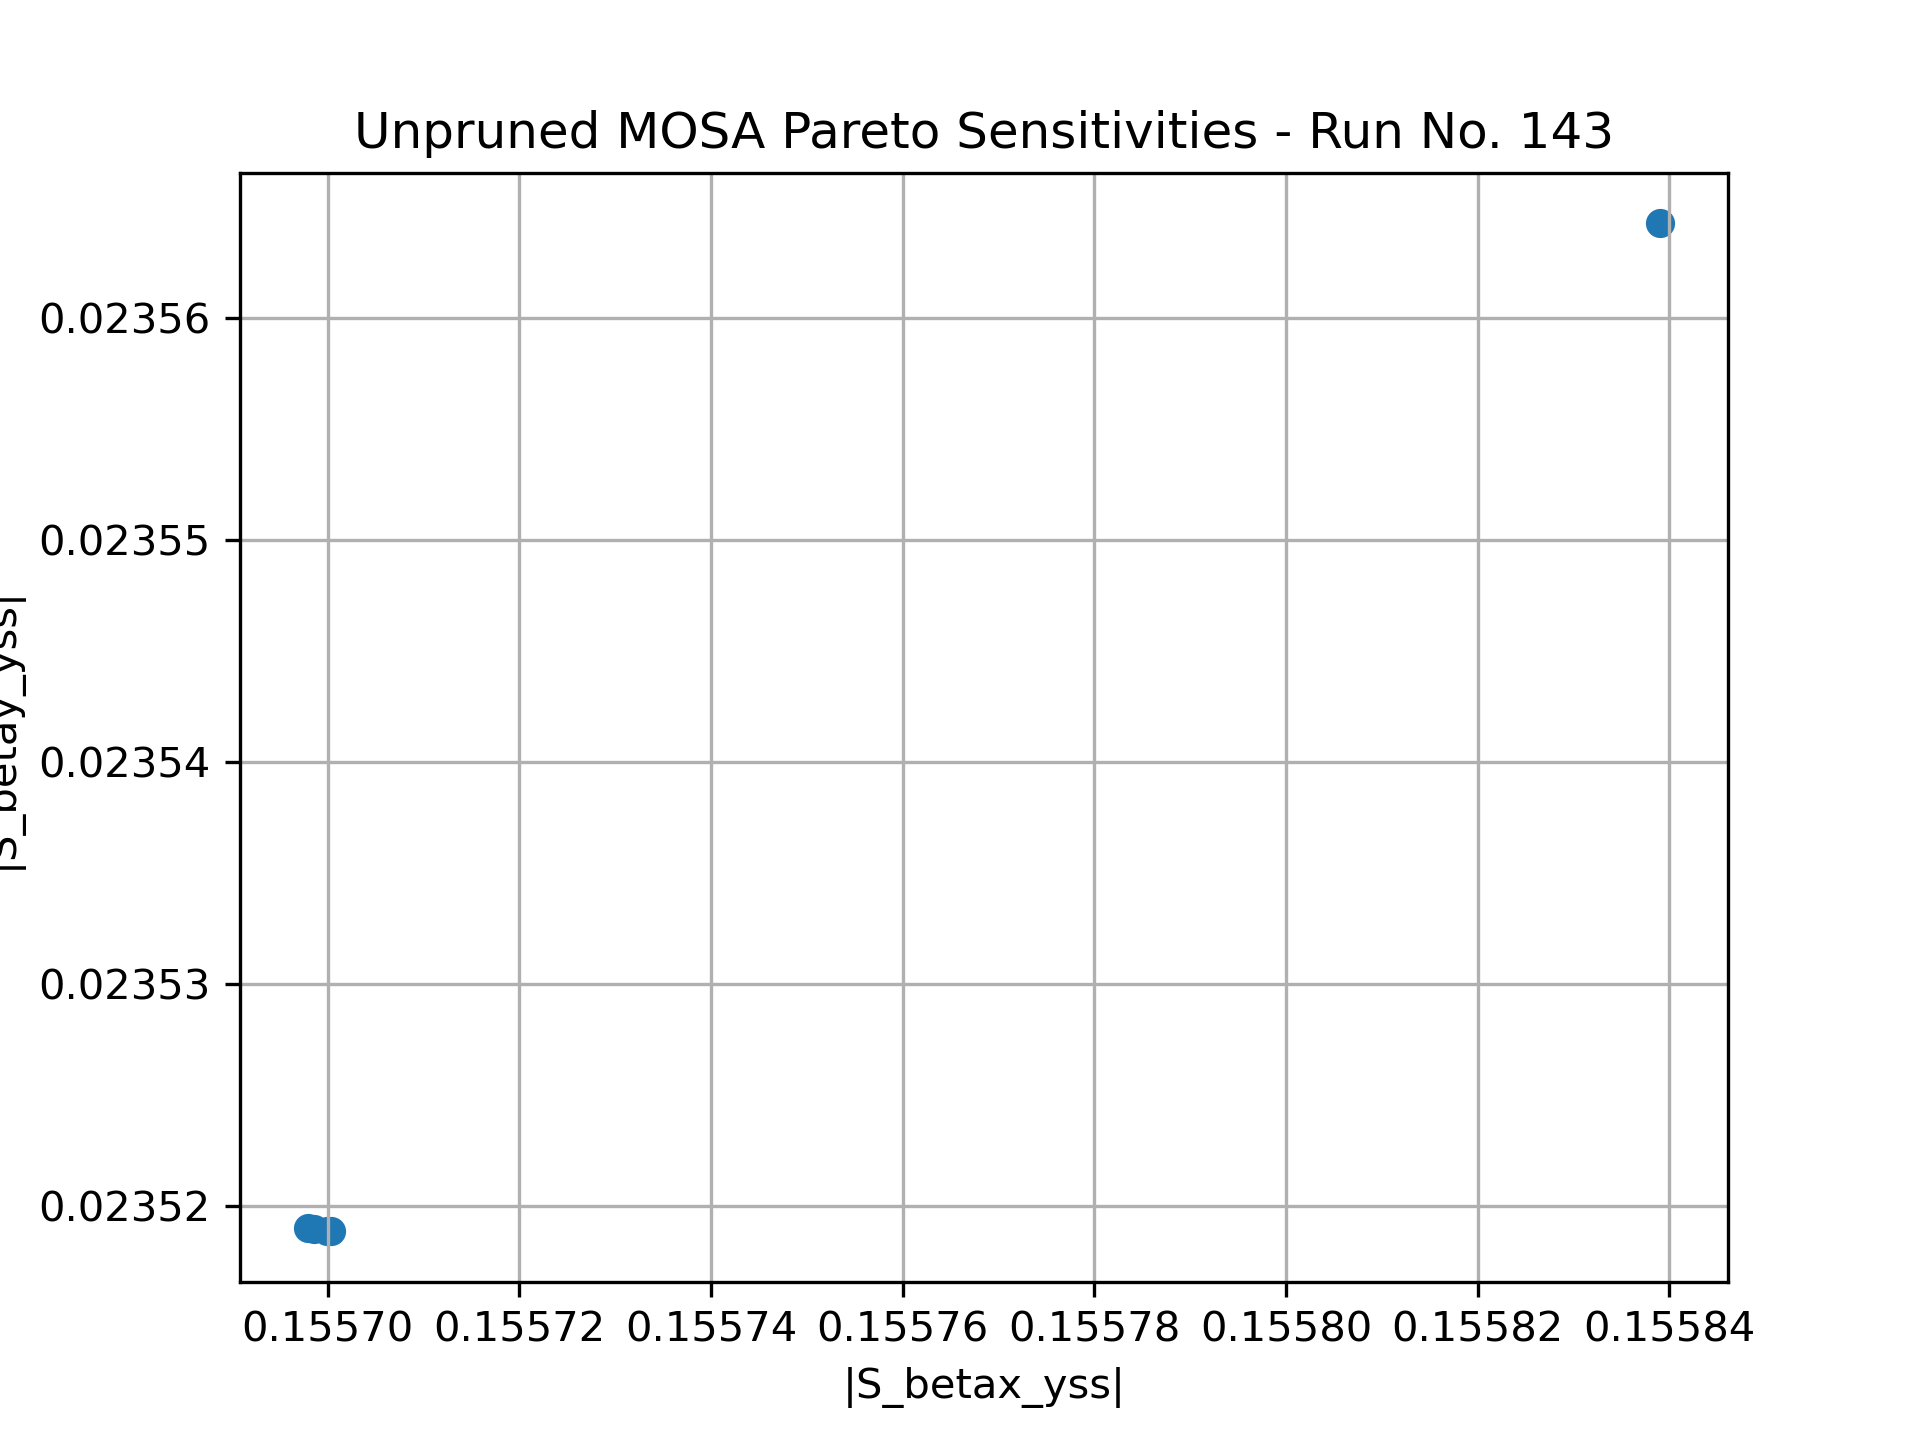 Unpruned MOSA Pareto Sensitivities - Run No. 143
0.02356
0.02355
0.02354
0.02353
0.02352
|S_betay_yss|
0.15570 0.15572 0.15574 0.15576 0.15578 0.15580 0.15582 0.15584
|S_betax_yss|